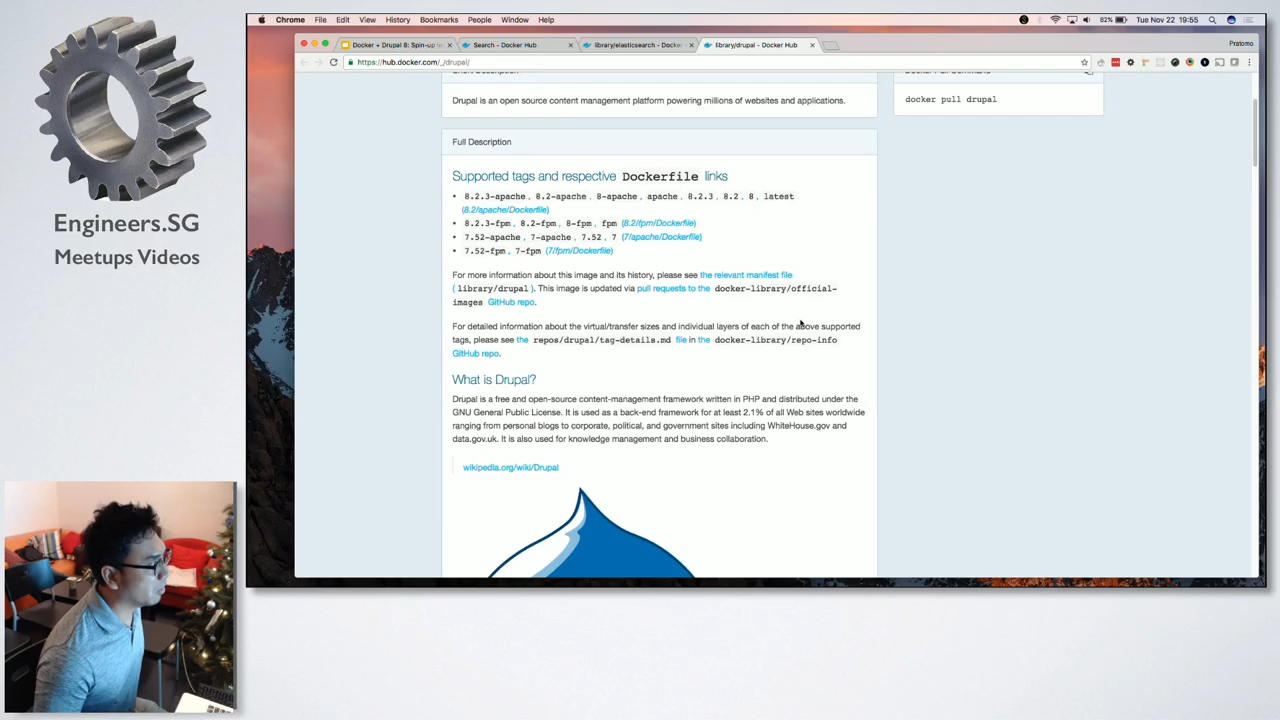 Chrome File Edit View History Bookmarks People Window Help 82% Tue Nov 22 19:55
Docker + Drupal 8: Spin-up
Search - Docker Hub
library/elasticsearch - Docker
library/drupal - Docker Hub
Pratomo
https://hub.docker.com/_/drupal/
Drupal is an open source content management platform powering millions of websites and applications.
docker pull drupal
Full Description
Supported tags and respective Dockerfile links
• 8.2.3-apache, 8.2-apache, 8-apache, apache, 8.2.3, 8.2, 8, latest
(8.2/apache/Dockerfile)
• 8.2.3-fpm, 8.2-fpm, 8-fpm, fpm (8.2/fpm/Dockerfile)
• 7.52-apache, 7-apache, 7.52, 7 (7/apache/Dockerfile)
• 7.52-fpm, 7-fpm (7/fpm/Dockerfile)
For more information about this image and its history, please see the relevant manifest file
(library/drupal). This image is updated via pull requests to the docker-library/official-
images GitHub repo.
For detailed information about the virtual/transfer sizes and individual layers of each of the above supported
tags, please see the repos/drupal/tag-details.md file in the docker-library/repo-info
GitHub repo.
What is Drupal?
Drupal is a free and open-source content-management framework written in PHP and distributed under the
GNU General Public License. It is used as a back-end framework for at least 2.1% of all Web sites worldwide
ranging from personal blogs to corporate, political, and government sites including WhiteHouse.gov and
data.gov.uk. It is also used for knowledge management and business collaboration.
wikipedia.org/wiki/Drupal
Engineers.SG
Meetups Videos